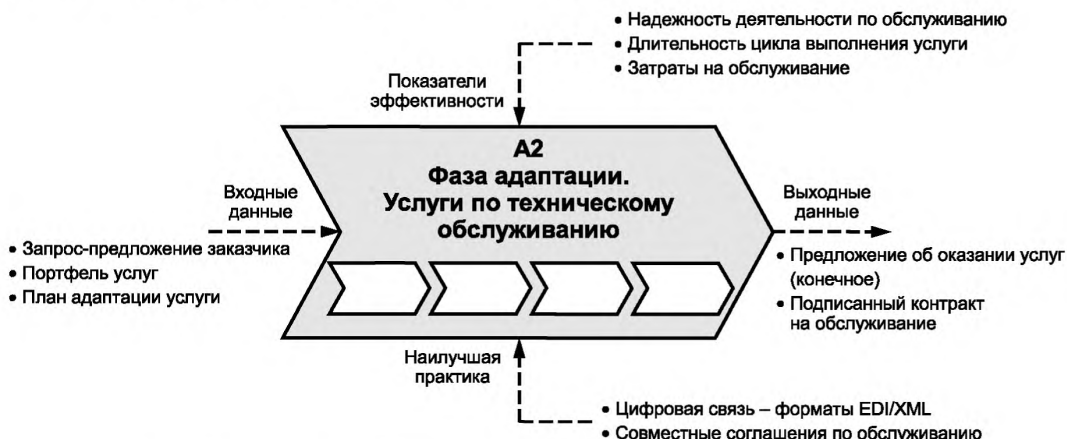 • Надежность деятельности по обслуживанию
• Длительность цикла выполнения услуги
• Затраты на обслуживание
Показатели
эффективности
А2
Фаза адаптации.
Услуги по техническому
обслуживанию
Входные
данные
• Запрос-предложение заказчика
• Портфель услуг
• План адаптации услуги
Выходные
данные
• Предложение об оказании услуг
(конечное)
• Подписанный контракт
на обслуживание
Наилучшая
практика
• Цифровая связь – форматы EDI/XML
• Совместные соглашения по обслуживанию